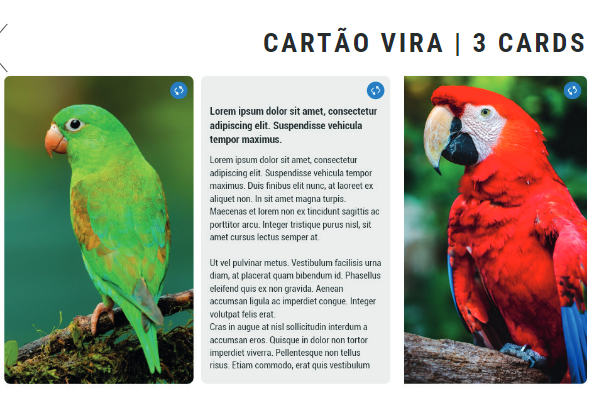 CARTÃO VIRA | 3 CARDS
Lorem ipsum dolor sit amet, consectetur
adipiscing elit. Suspendisse vehicula
tempor maximus.
Lorem ipsum dolor sit amet, consectetur
adipiscing elit. Suspendisse vehicula tempor
maximus. Duis finibus elit nunc, at laoreet ex
aliquet non. In sit amet magna turpis.
Maecenas et lorem non ex tincidunt sagittis ac
porttitor arcu. Integer tristique purus nisl, sit
amet cursus lectus semper at.
Ut vel pulvinar metus. Vestibulum facilisis urna
diam, at placerat quam bibendum id. Phasellus
eleifend quis ex non gravida. Aenean
accumsan ligula ac imperdiet congue. Integer
volutpat felis erat.
Cras in augue at nisl sollicitudin interdum a
accumsan eros. Quisque in dolor non tortor
imperdiet viverra. Pellentesque non tellus
risus. Etiam commodo, erat quis vestibulum